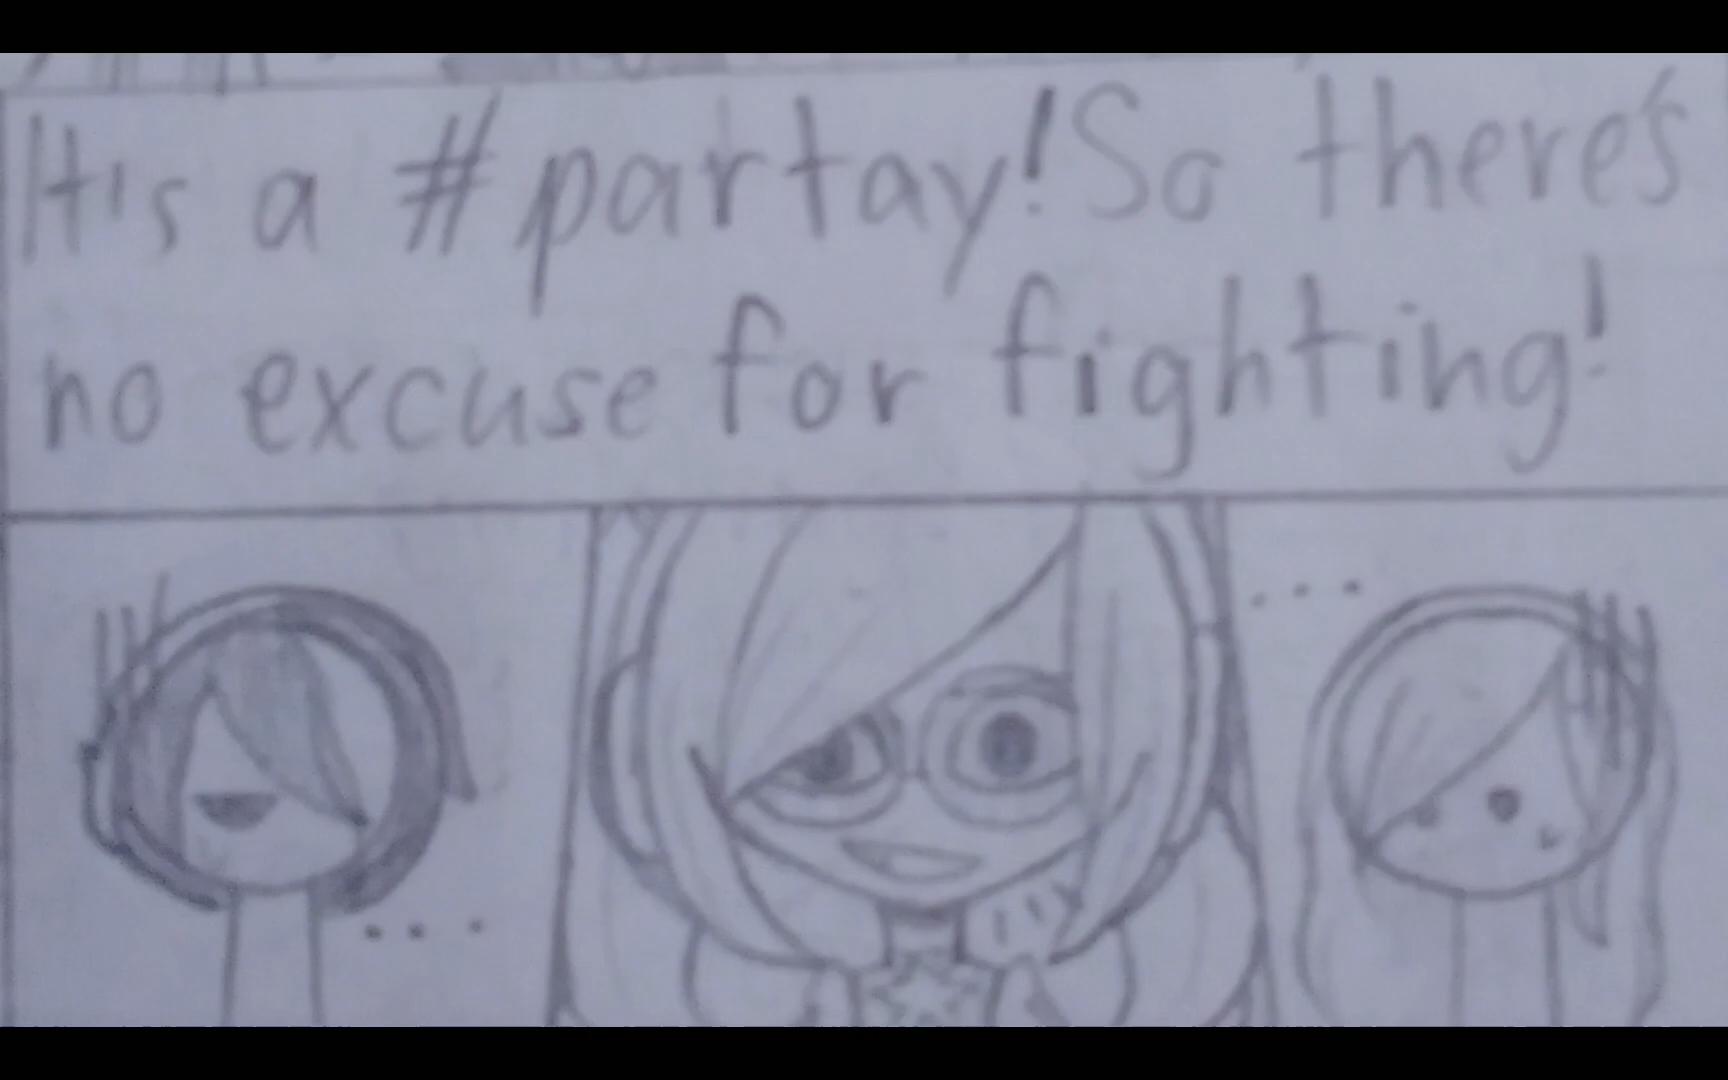 It's a #partay! So there's
no excuse for fighting!
...
...